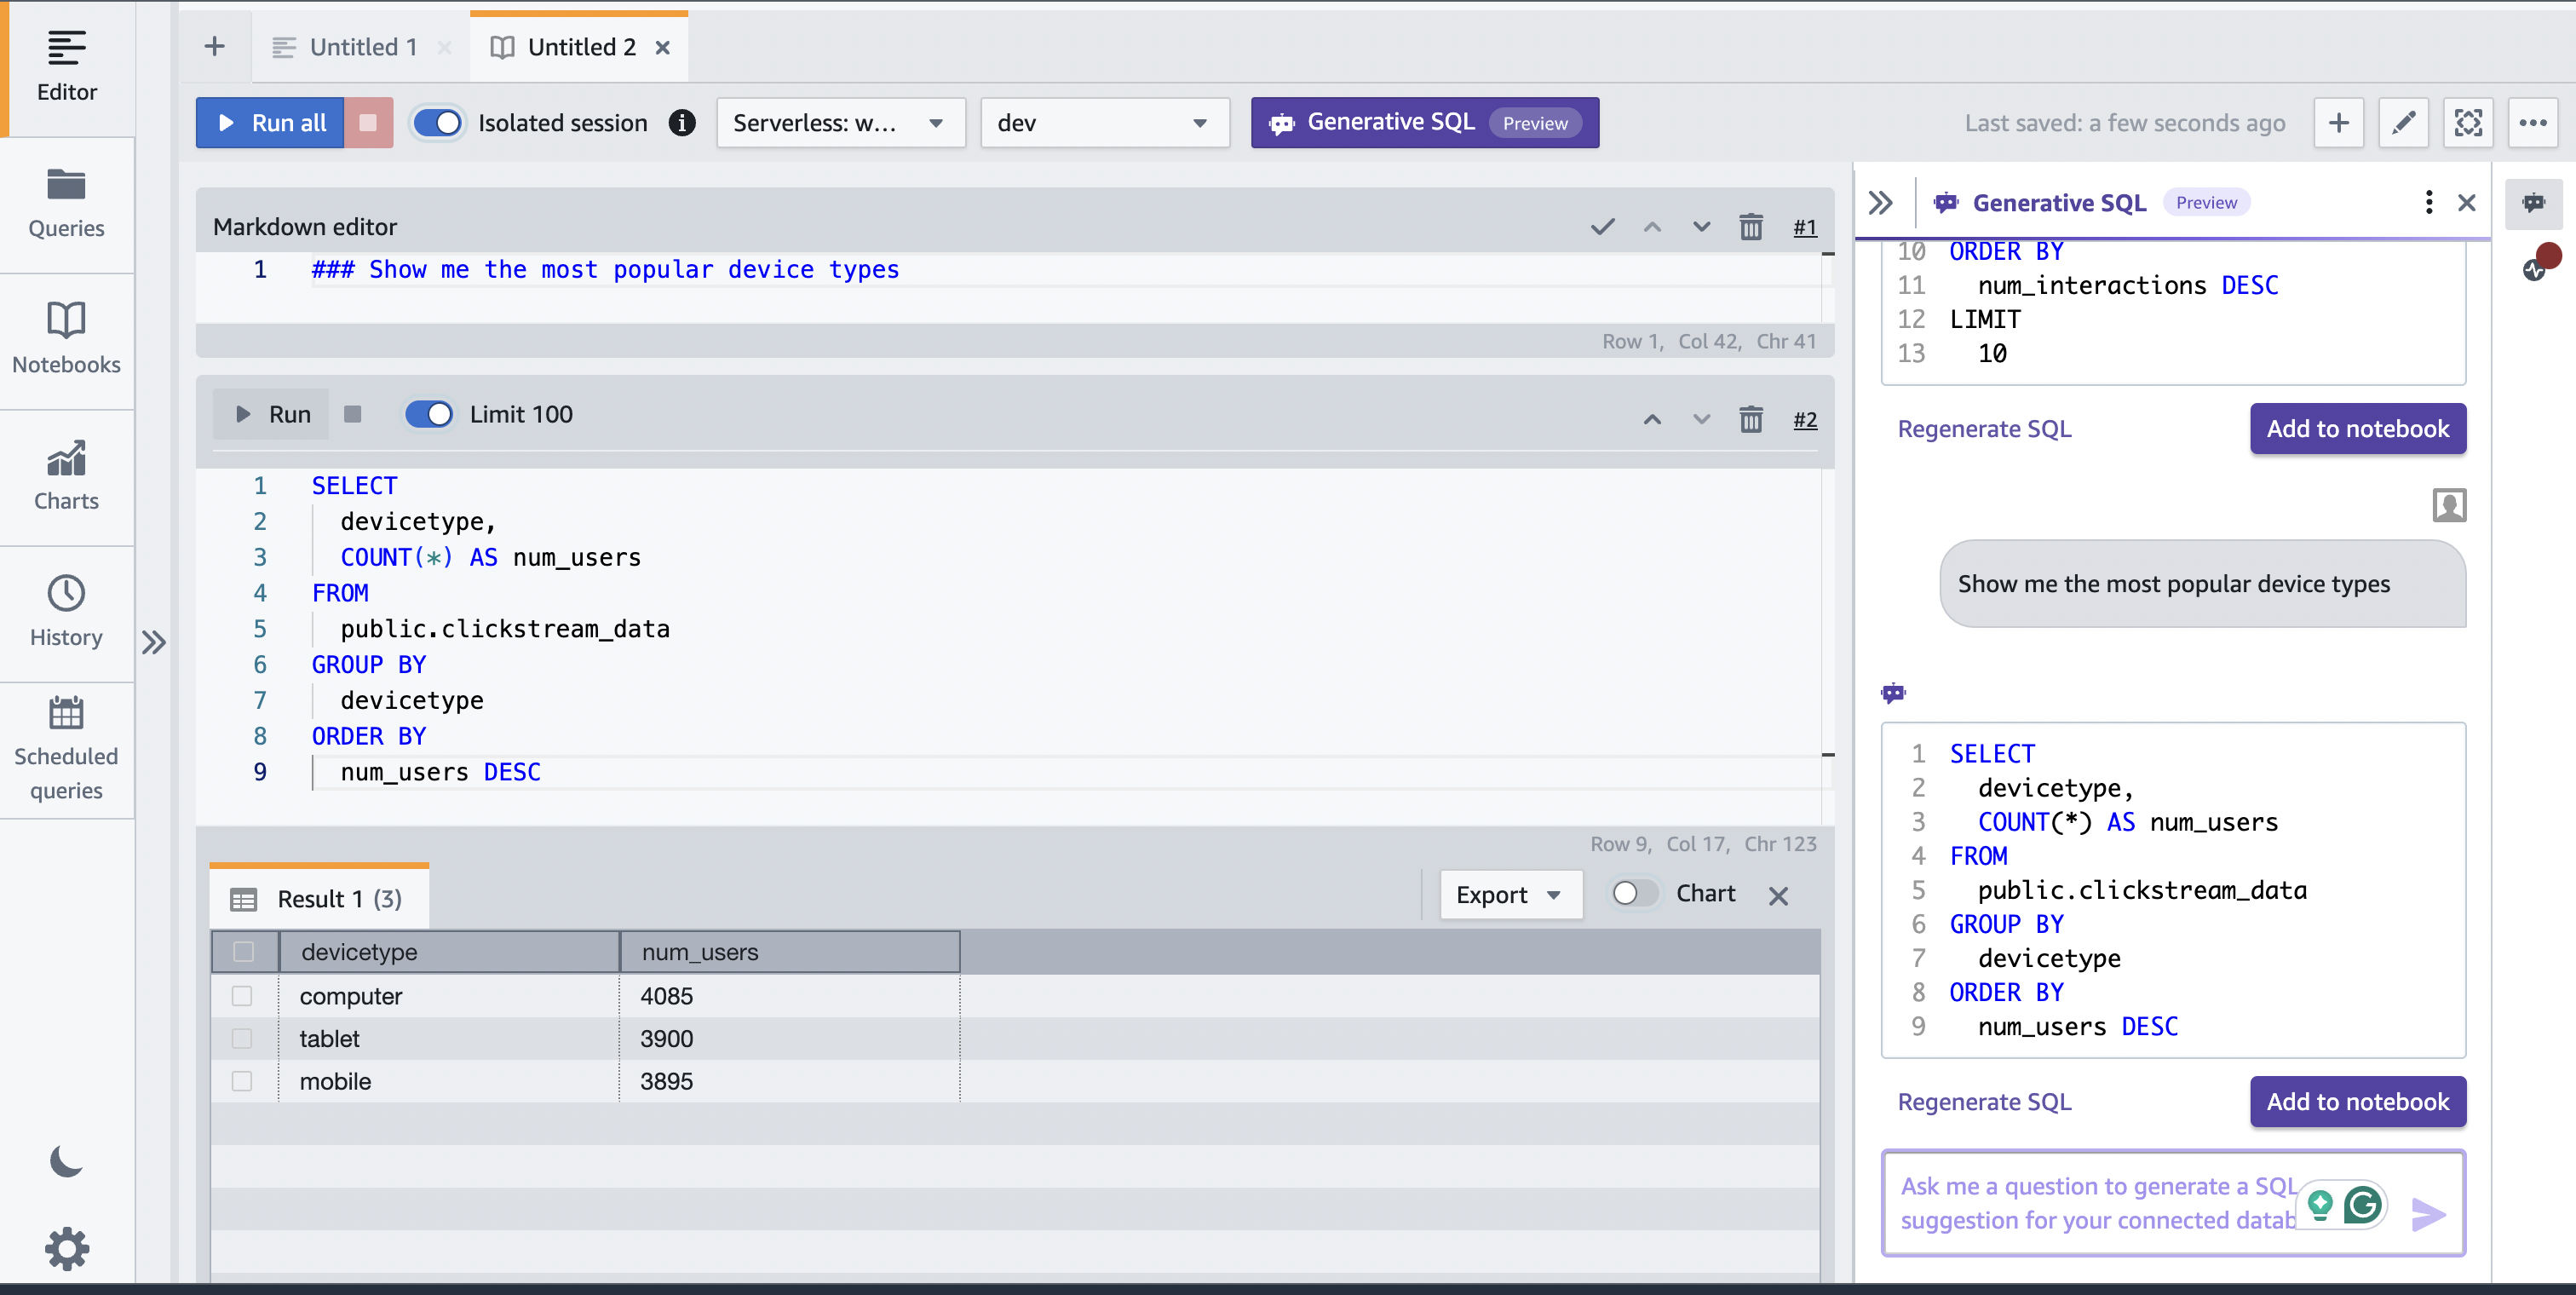 Editor
Queries
Notebooks
Charts
History
Scheduled
queries
Untitled 1
Untitled 2
Run all
Isolated session
Serverless: w...
dev
Generative SQL Preview
Last saved: a few seconds ago
Markdown editor
#1
1 ### Show me the most popular device types
Row 1, Col 42, Chr 41
Run
Limit 100
#2
1 SELECT
2 devicetype,
3 COUNT(*) AS num_users
4 FROM
5 public.clickstream_data
6 GROUP BY
7 devicetype
8 ORDER BY
9 num_users DESC
Row 9, Col 17, Chr 123
Result 1 (3)
Export
Chart
devicetype num_users
computer 4085
tablet 3900
mobile 3895
Generative SQL Preview
10 ORDER BY
11 num_interactions DESC
12 LIMIT
13 10
Regenerate SQL
Add to notebook
Show me the most popular device types
1 SELECT
2 devicetype,
3 COUNT(*) AS num_users
4 FROM
5 public.clickstream_data
6 GROUP BY
7 devicetype
8 ORDER BY
9 num_users DESC
Regenerate SQL
Add to notebook
Ask me a question to generate a SQL
suggestion for your connected datab